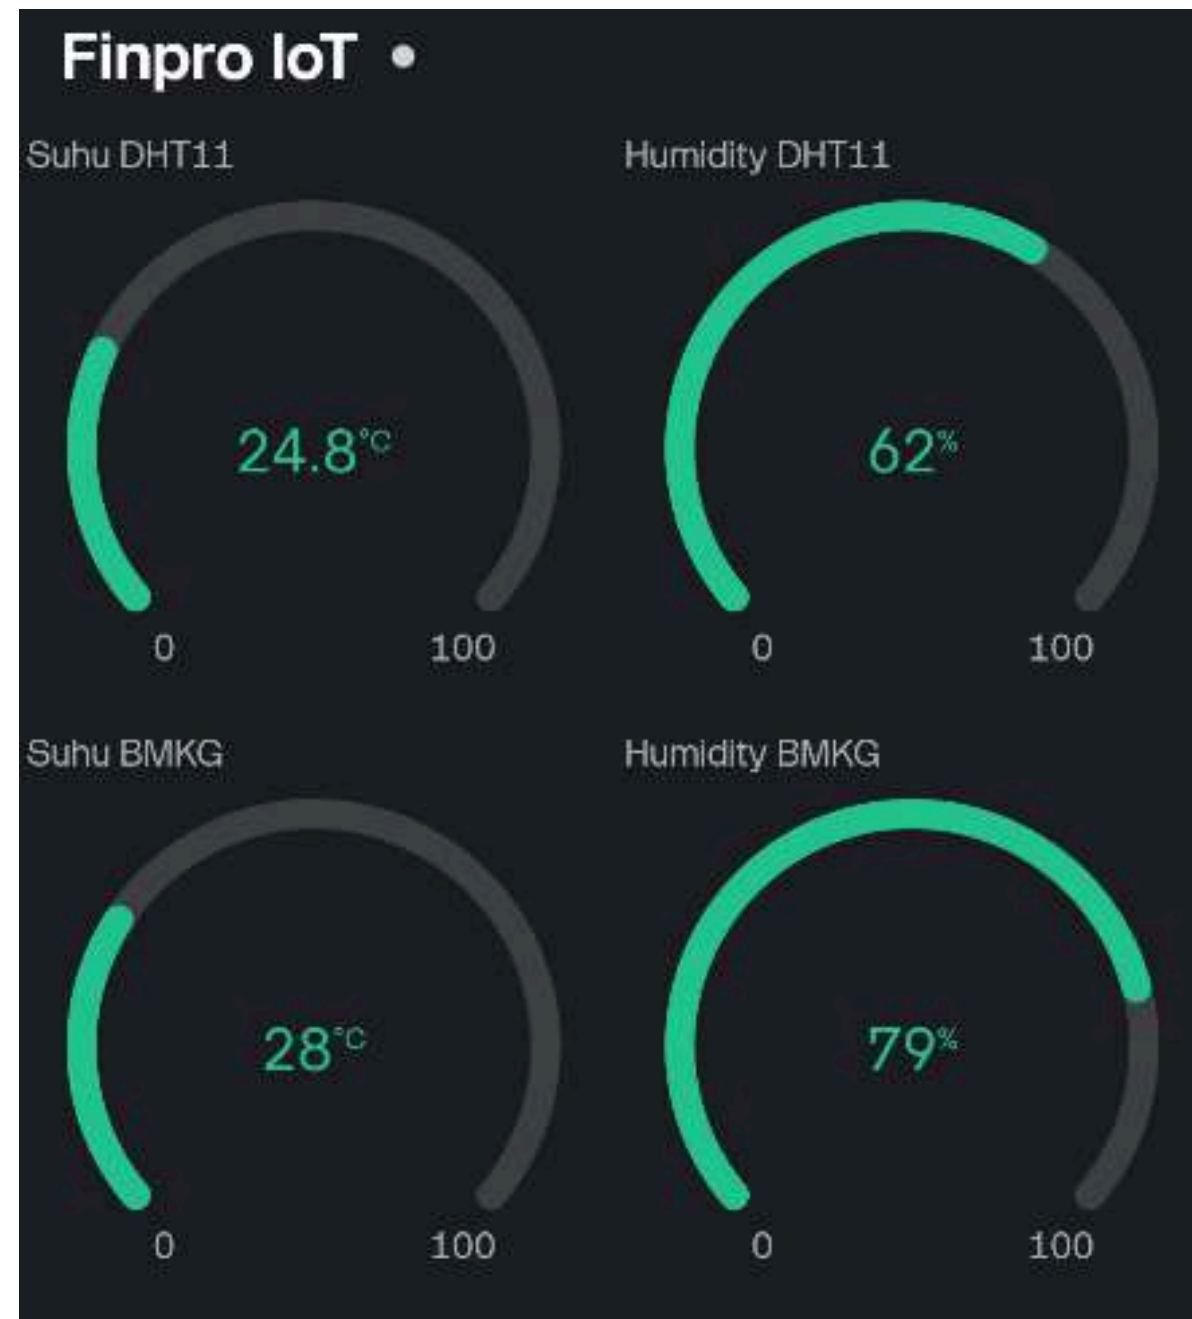 Finpro IoT
Suhu DHT11
Humidity DHT11
24.8°C
62%
0 100
0 100
Suhu BMKG
Humidity BMKG
28°C
79%
0 100
0 100